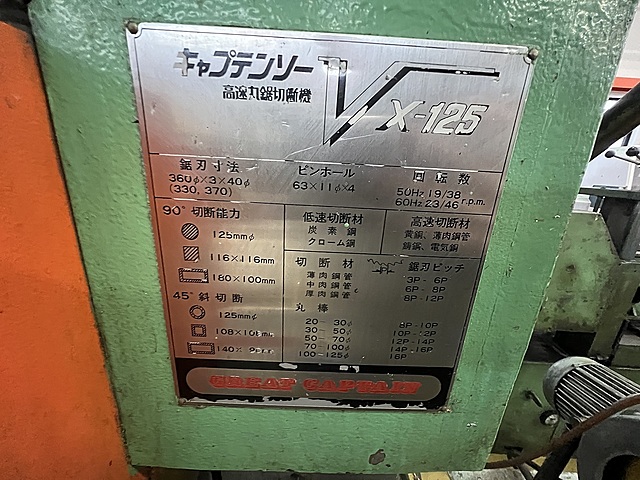 キャプテンソー
高速丸鋸切断機
V
X-125
鋸刃寸法
ピンホール
回転数
360φ×3×40φ
(330, 370)
63×11φ×4
50Hz 19/38
60Hz 23/46 r.p.m.
90°切断能力
125mmφ
116×116mm
160×100mm
45°斜切断
125mmφ
108×108mm
140×
低速切断材
炭素鋼
クローム鋼
高速切断材
黄銅、薄肉鋼管
鋳鋼、電気銅
切断材
鋸刃ピッチ
薄肉鋼管 3P - 6P
中肉鋼管 6P - 8P
厚肉鋼管 8P - 12P
丸棒
20 - 30φ 8P - 10P
30 - 50φ 10P - 12P
50 - 70φ 12P - 14P
70 - 100φ 14P - 16P
100 - 125φ 16P
GREAT CAPTAIN